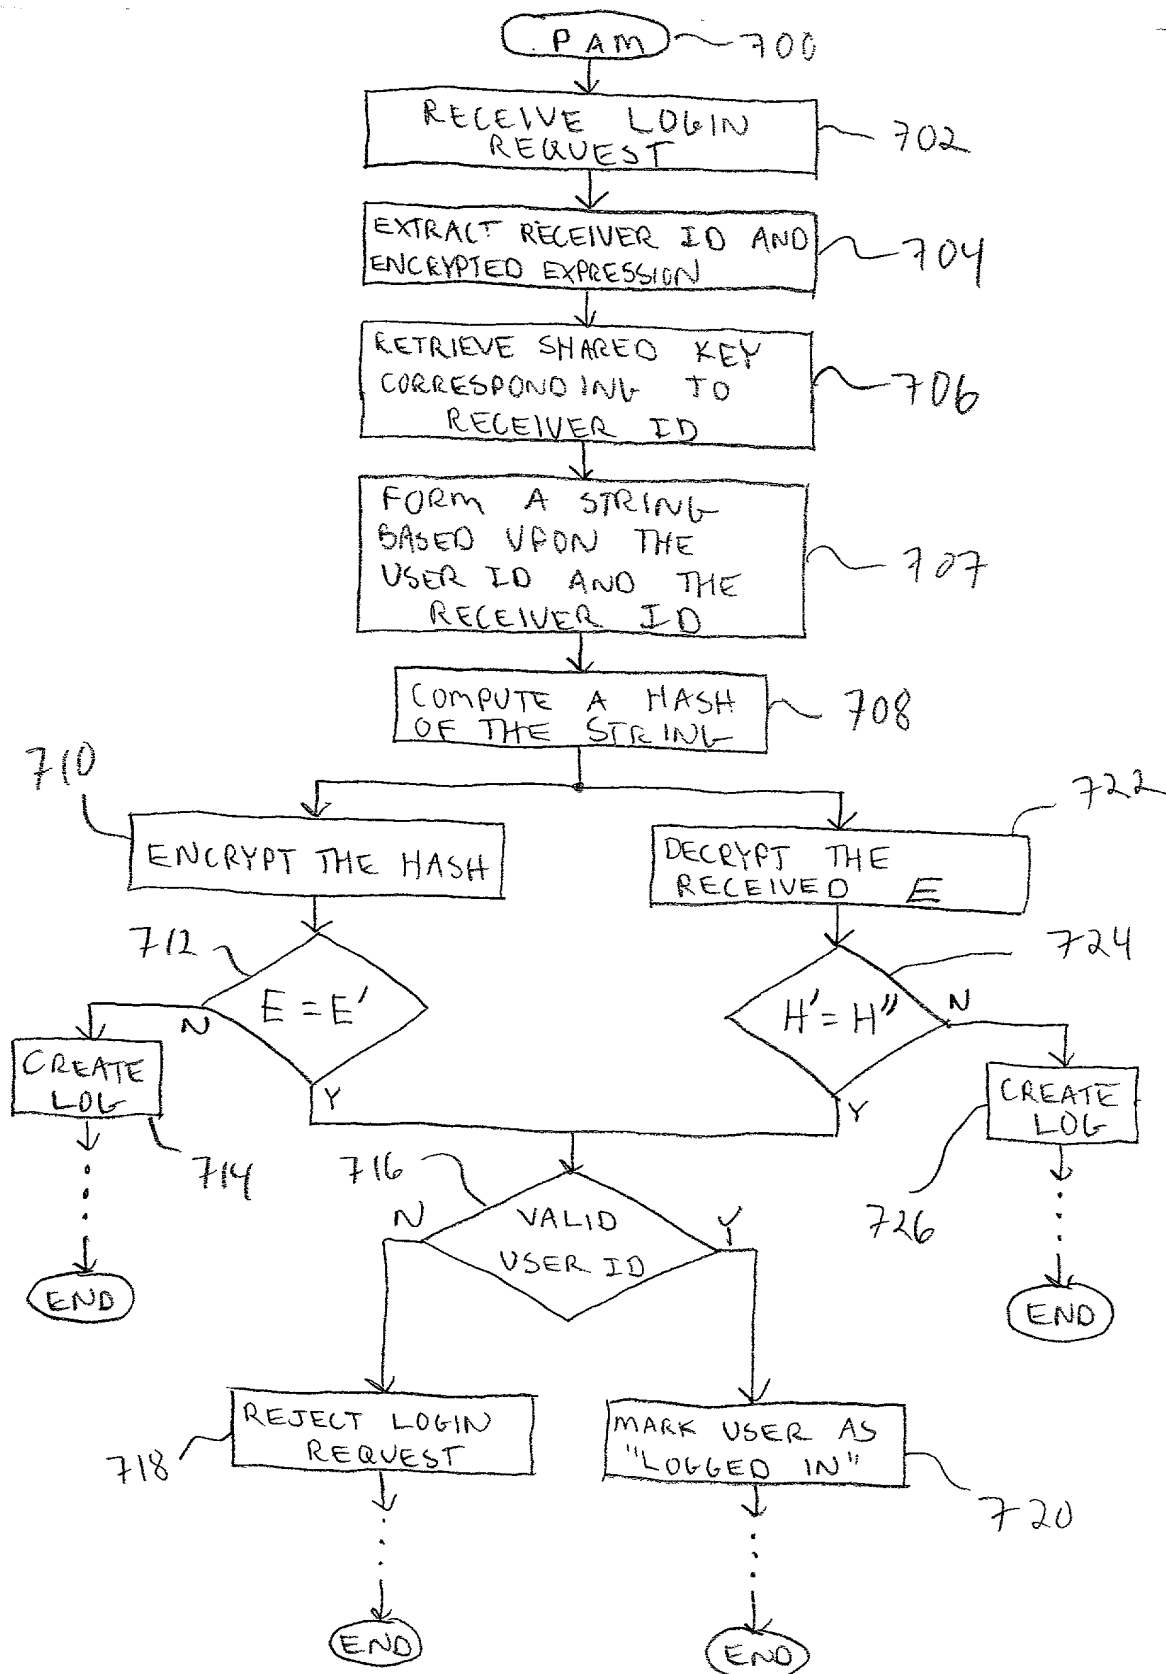 PAM
700
RECEIVE LOGIN
REQUEST
702
EXTRACT RECEIVER ID AND
ENCRYPTED EXPRESSION
704
RETRIEVE SHARED KEY
CORRESPONDING TO
RECEIVER ID
706
FORM A STRING
BASED UPON THE
USER ID AND THE
RECEIVER ID
707
COMPUTE A HASH
OF THE STRING
708
710
ENCRYPT THE HASH
722
DECRYPT THE
RECEIVED E
712
E = E'
N
Y
724
H' = H"
N
Y
CREATE
LOG
714
CREATE
LOG
726
716
VALID
USER ID
N
Y
END
END
REJECT LOGIN
REQUEST
718
MARK USER AS
"LOGGED IN"
720
END
END